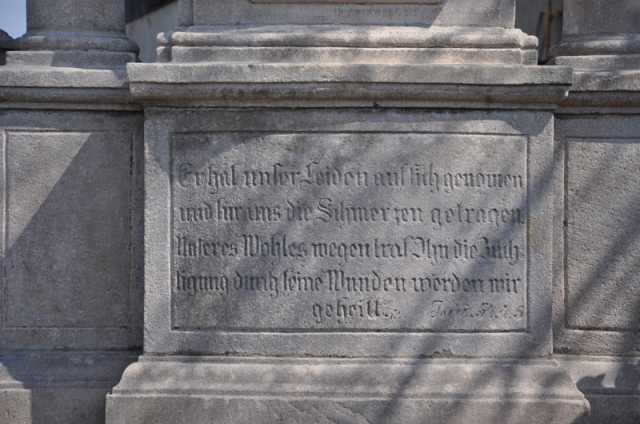 Er hat unser Leiden auf sich genomen
und für uns die Schmerzen getragen.
Unseres Wohles wegen traf Ihn die Züch-
tigung durch seine Wunden werden wir
geheilt.